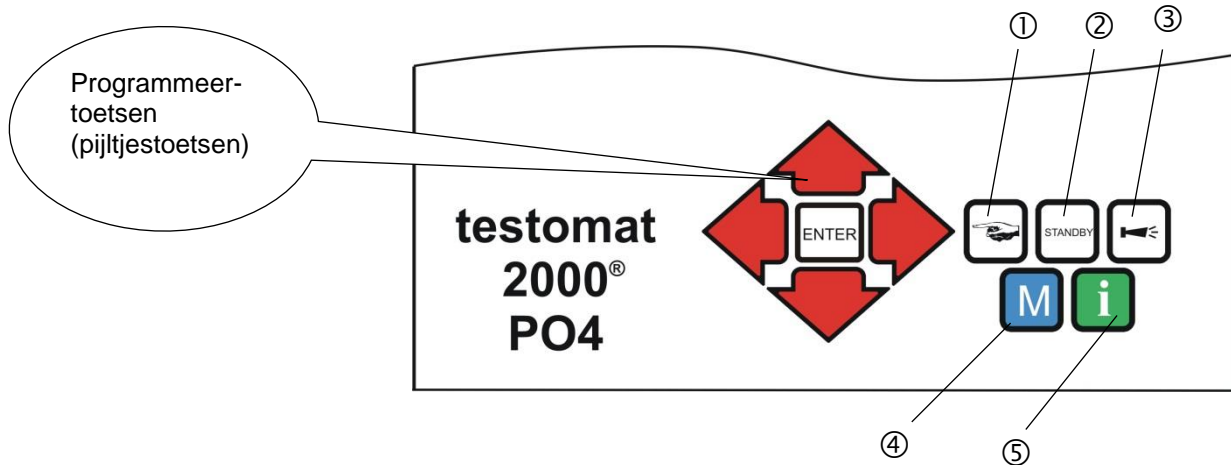 ① ② ③
Programmeer-
toetsen
(pijltjestoetsen)
testomat
2000®
PO4
ENTER
STANDBY
M i
④ ⑤